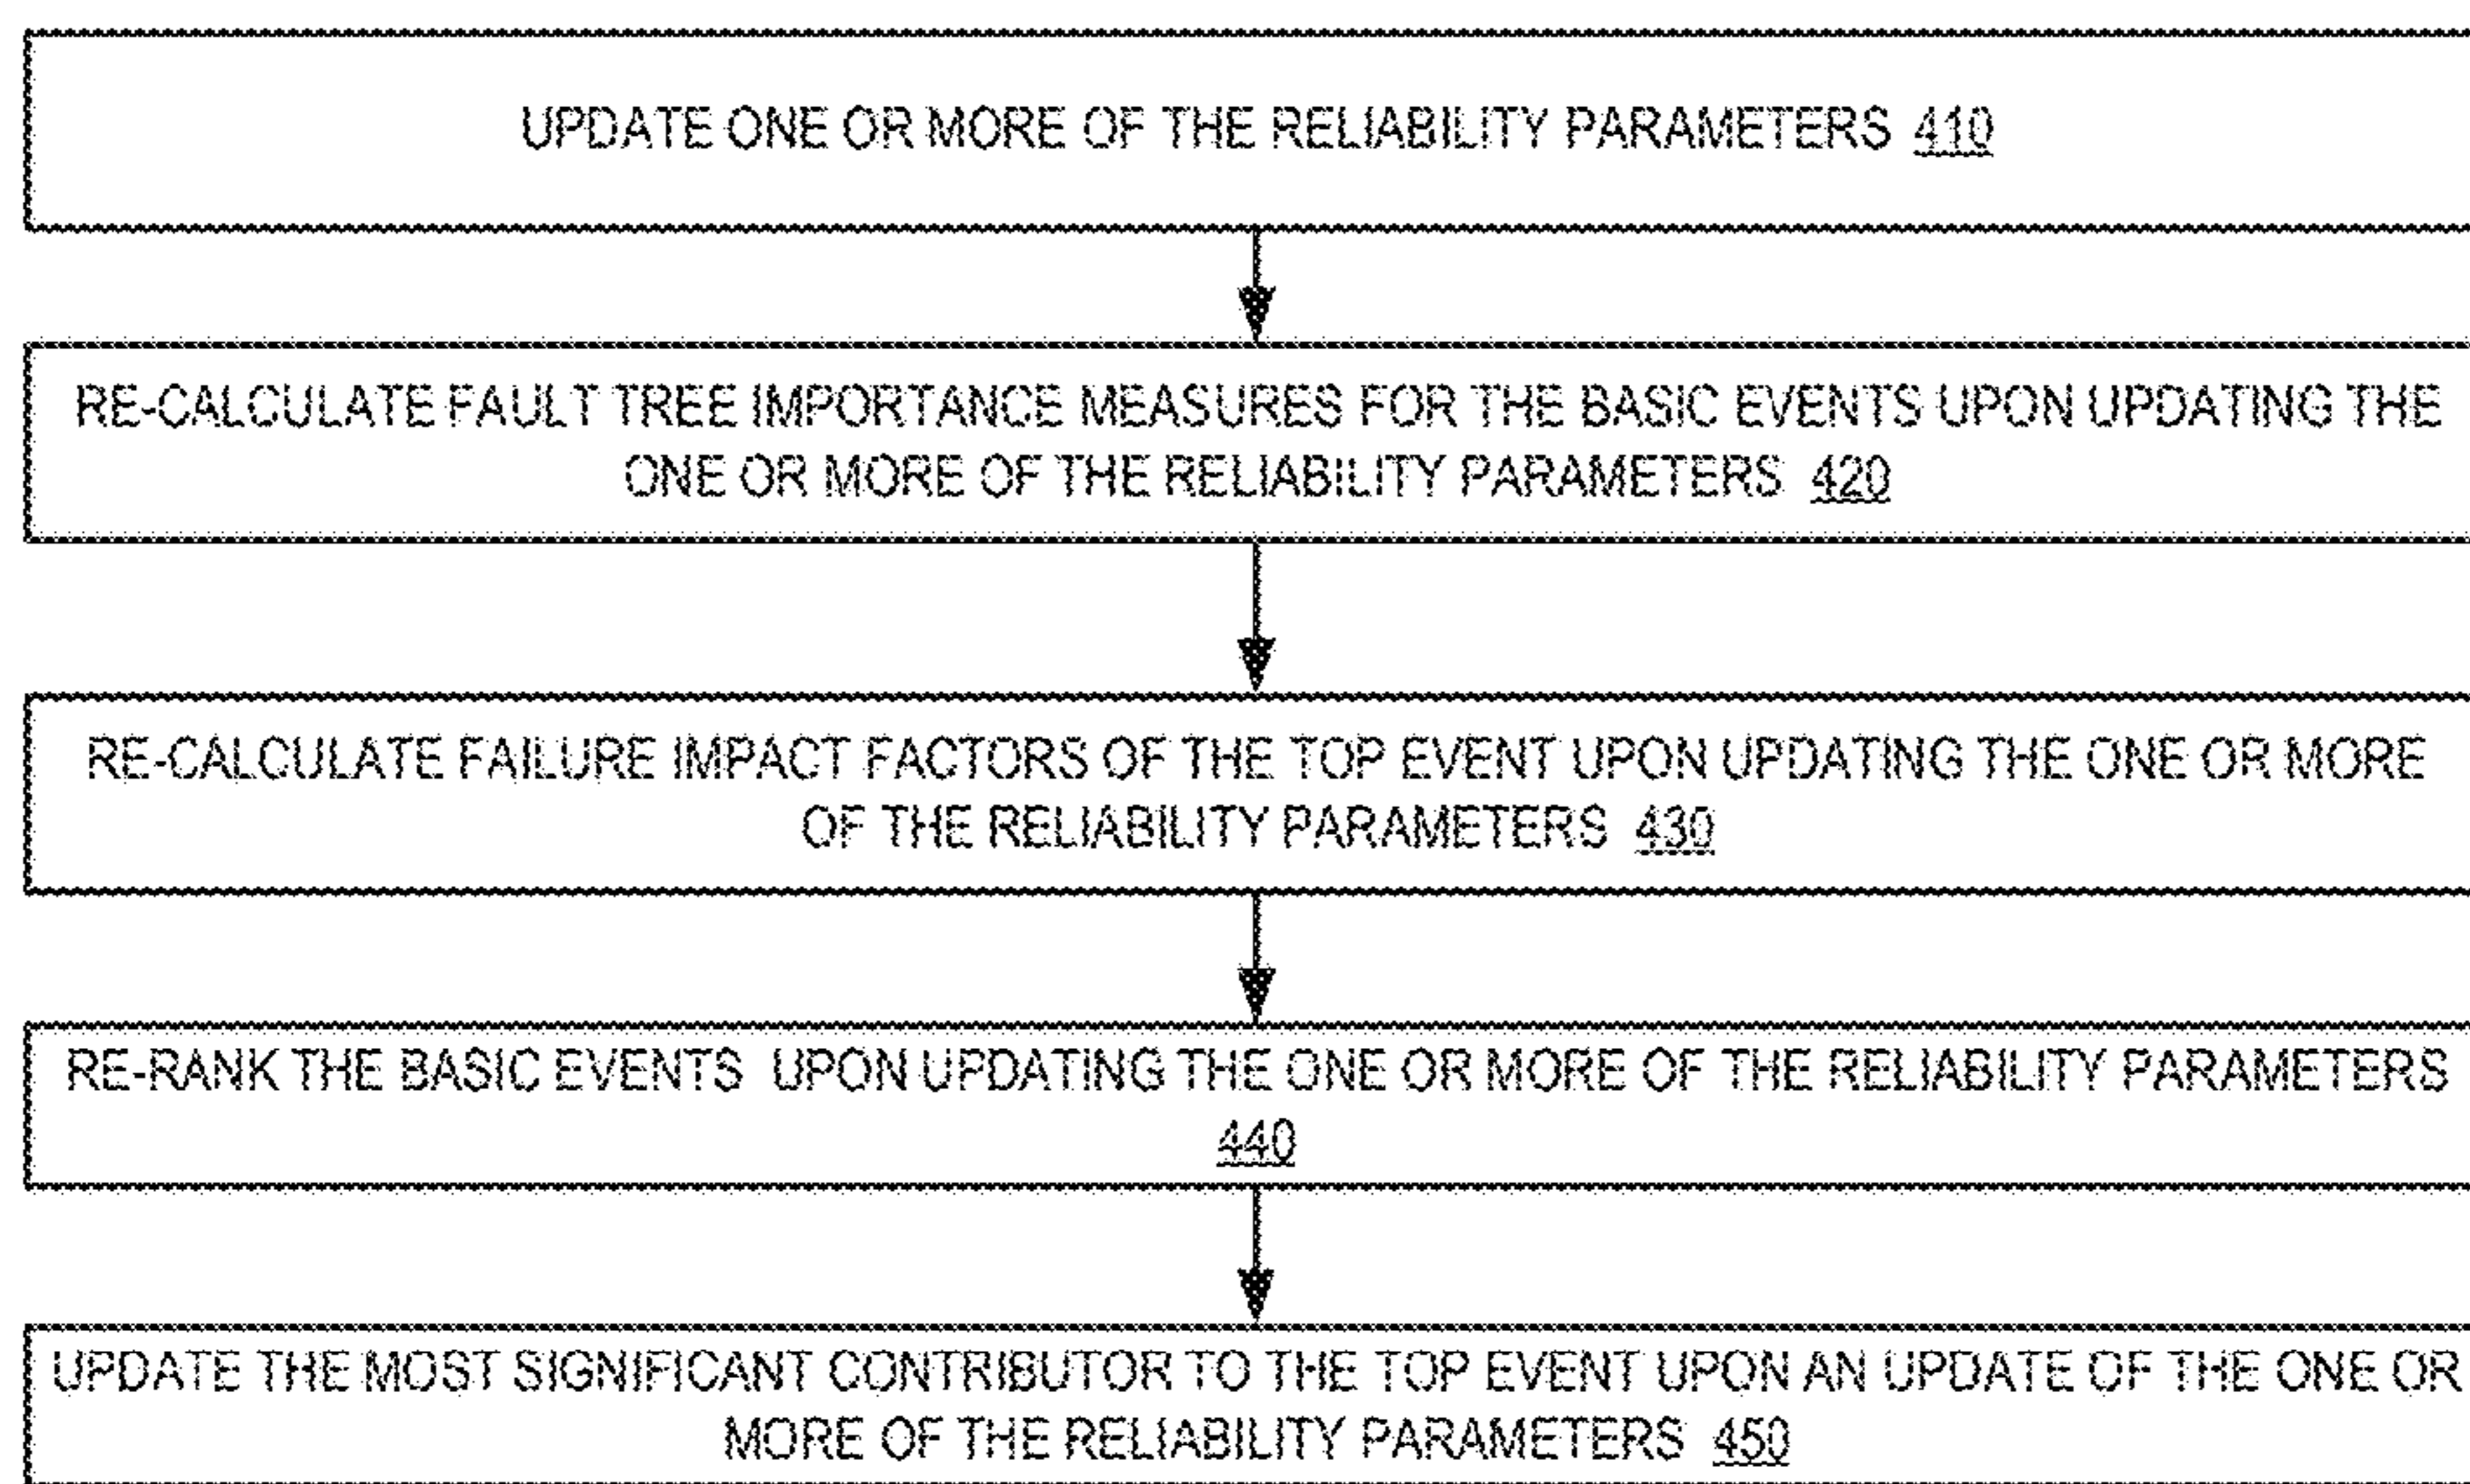 UPDATE ONE OR MORE OF THE RELIABILITY PARAMETERS 410
RE-CALCULATE FAULT TREE IMPORTANCE MEASURES FOR THE BASIC EVENTS UPON UPDATING THE
ONE OR MORE OF THE RELIABILITY PARAMETERS 420
RE-CALCULATE FAILURE IMPACT FACTORS OF THE TOP EVENT UPON UPDATING THE ONE OR MORE
OF THE RELIABILITY PARAMETERS 430
RE-RANK THE BASIC EVENTS UPON UPDATING THE ONE OR MORE OF THE RELIABILITY PARAMETERS
440
UPDATE THE MOST SIGNIFICANT CONTRIBUTOR TO THE TOP EVENT UPON AN UPDATE OF THE ONE OR
MORE OF THE RELIABILITY PARAMETERS 450